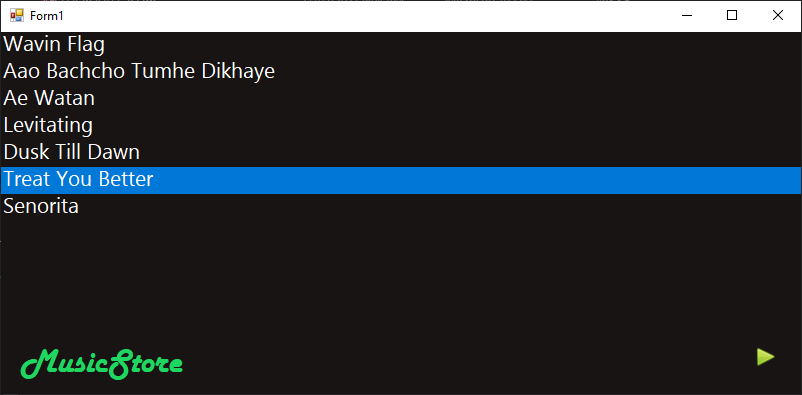 Form1
Wavin Flag
Aao Bachcho Tumhe Dikhaye
Ae Watan
Levitating
Dusk Till Dawn
Treat You Better
Senorita
MusicStore